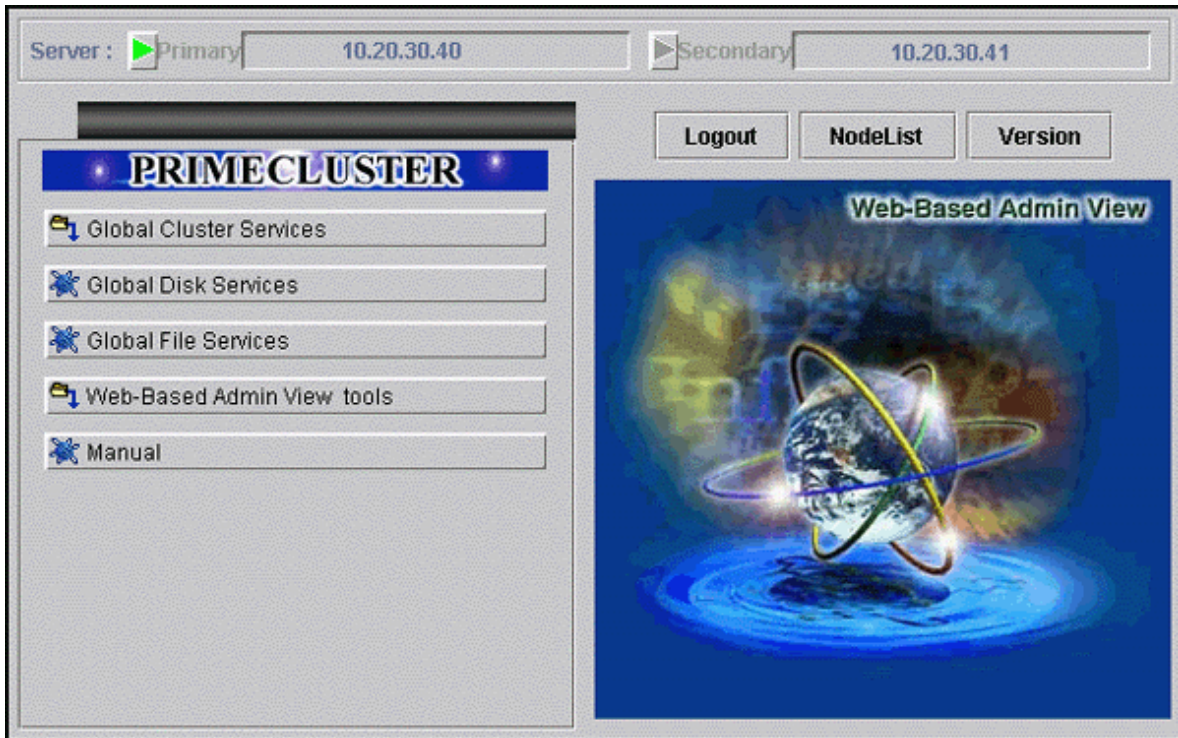 Server : Primary 10.20.30.40 Secondary 10.20.30.41
Logout NodeList Version
PRIMECLUSTER
Global Cluster Services
Global Disk Services
Global File Services
Web-Based Admin View tools
Manual
Web-Based Admin View